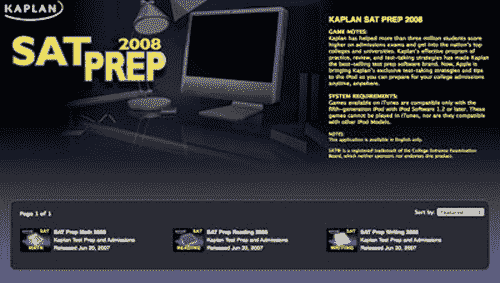 KAPLAN
SAT PREP 2008
KAPLAN SAT PREP 2008
GAME NOTES:
Kaplan has helped more than three million students score
higher on admissions exams and get into the nation's top
colleges and universities. Kaplan's effective program of
practice, review, and test-taking strategies has made Kaplan
the best-selling test prep software brand. Now, Apple is
bringing Kaplan's exclusive test-taking strategies and tips
to the iPod so you can prepare for your college admissions
anytime, anywhere.
SYSTEM REQUIREMENTS:
Games available on iTunes are compatible only with the
fifth-generation iPod with iPod Software 1.2 or later. These
games cannot be played in iTunes, nor are they compatible
with other iPod Models.
NOTE:
This application is available in English only.
SAT® is a registered trademark of the College Entrance Examination
Board, which neither sponsors nor endorses this product.
Page 1 of 1
Sort by: Featured
SAT
MATH
SAT Prep Math 2008
Kaplan Test Prep and Admissions
Released Jun 20, 2007
SAT
READING
SAT Prep Reading 2008
Kaplan Test Prep and Admissions
Released Jun 20, 2007
SAT
WRITING
SAT Prep Writing 2008
Kaplan Test Prep and Admissions
Released Jun 20, 2007